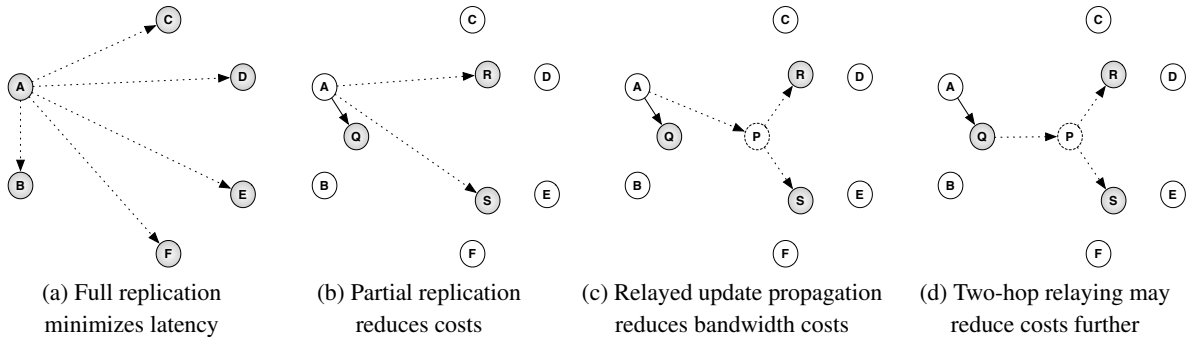 C
D
A
B
E
F
(a) Full replication
minimizes latency
C
R
D
A
Q
B
S
E
F
(b) Partial replication
reduces costs
C
R
D
A
Q
P
B
S
E
F
(c) Relayed update propagation
reduces bandwidth costs
C
R
D
A
Q
P
B
S
E
F
(d) Two-hop relaying may
reduce costs further